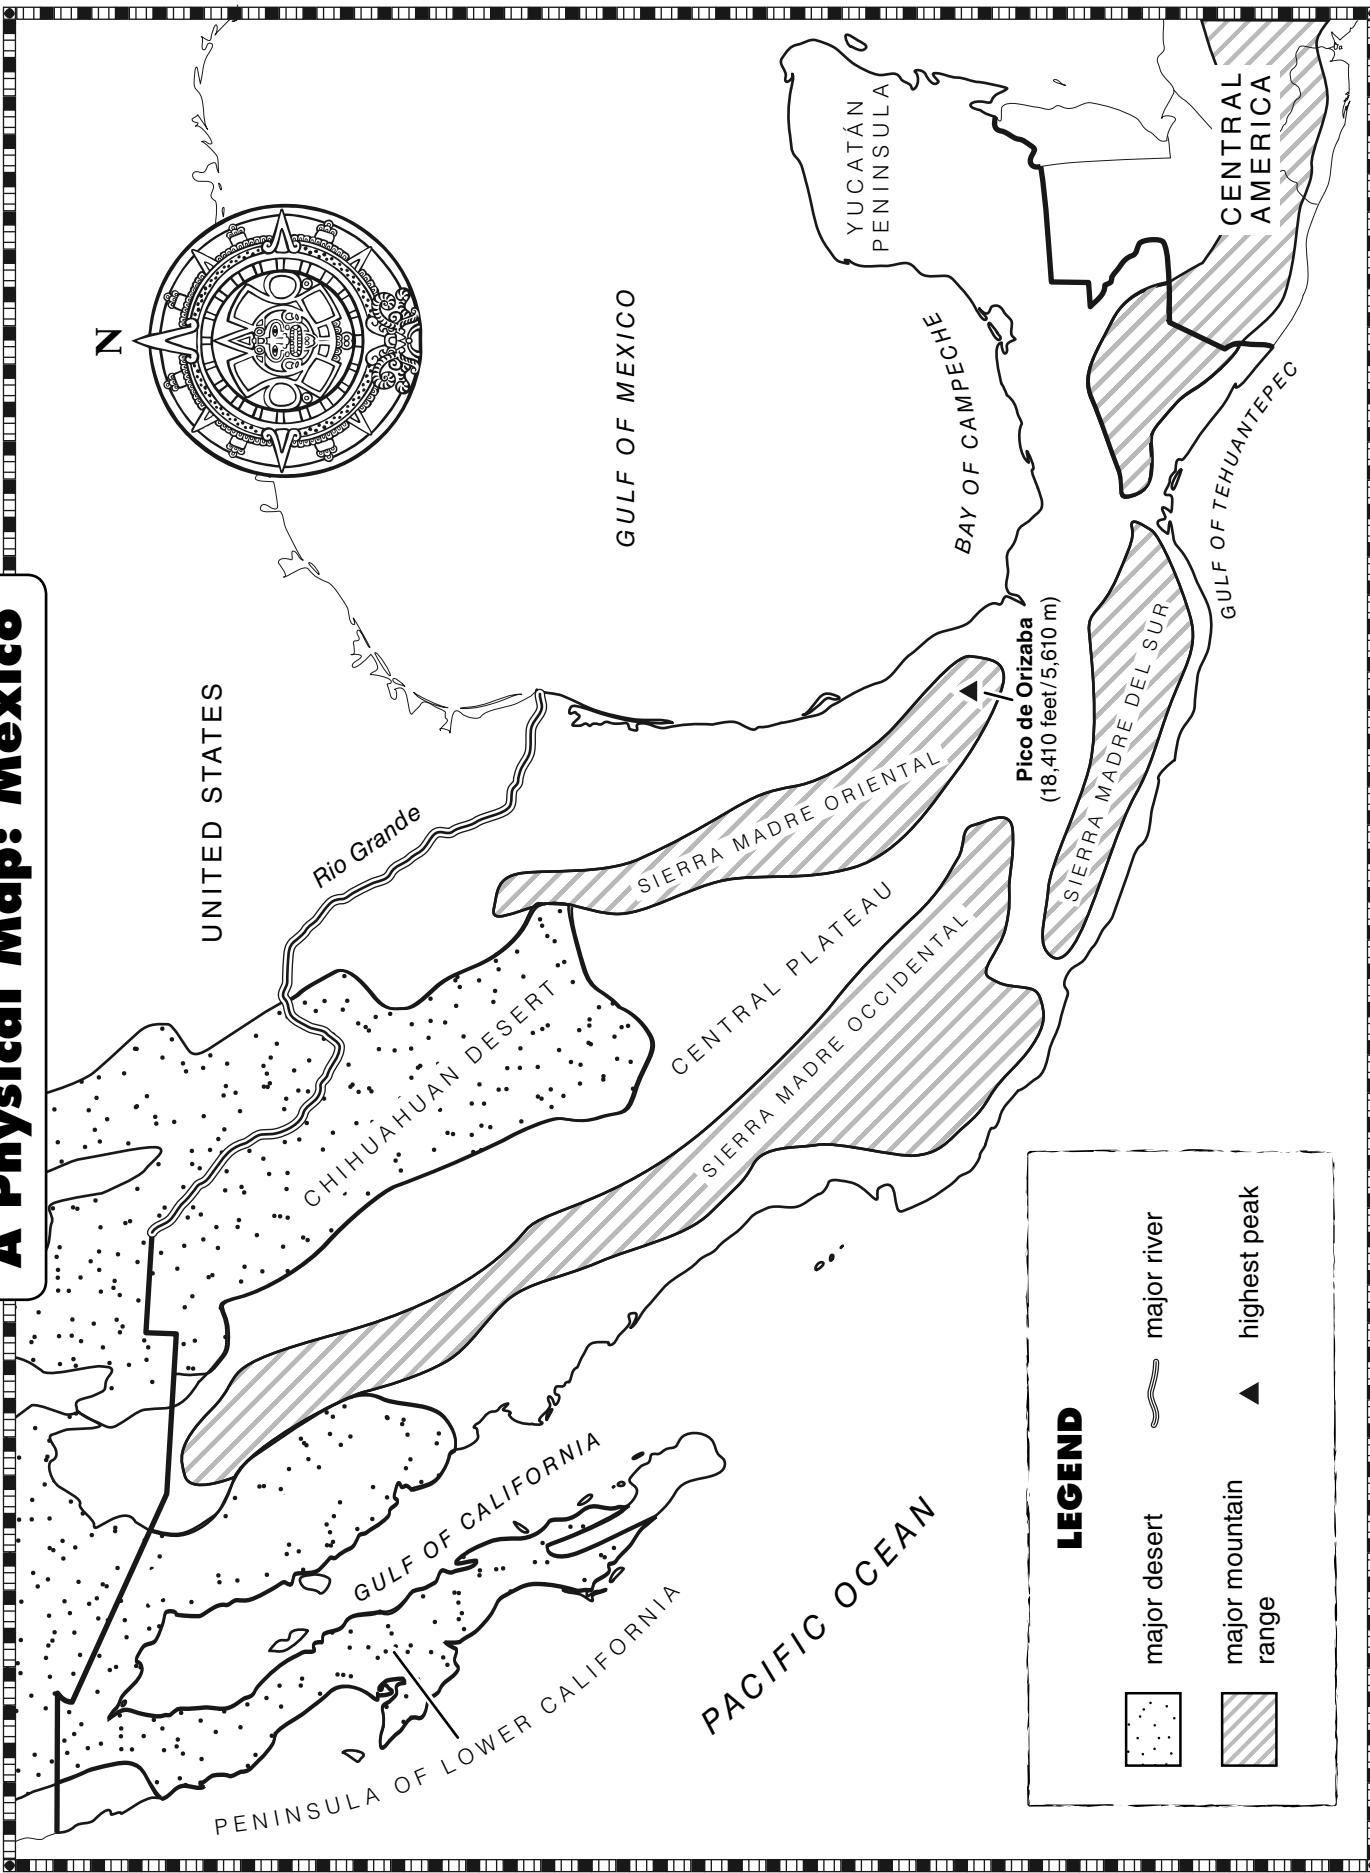 A Physical Map: Mexico
N
UNITED STATES
Rio Grande
CHIHUAHUAN DESERT
GULF OF MEXICO
SIERRA MADRE ORIENTAL
CENTRAL PLATEAU
SIERRA MADRE OCCIDENTAL
GULF OF CALIFORNIA
PENINSULA OF LOWER CALIFORNIA
PACIFIC OCEAN
YUCATÁN
PENINSULA
BAY OF CAMPECHE
Pico de Orizaba
(18,410 feet/5,610 m)
SIERRA MADRE DEL SUR
GULF OF TEHUANTEPEC
CENTRAL
AMERICA
LEGEND
major desert
major river
major mountain
range
highest peak